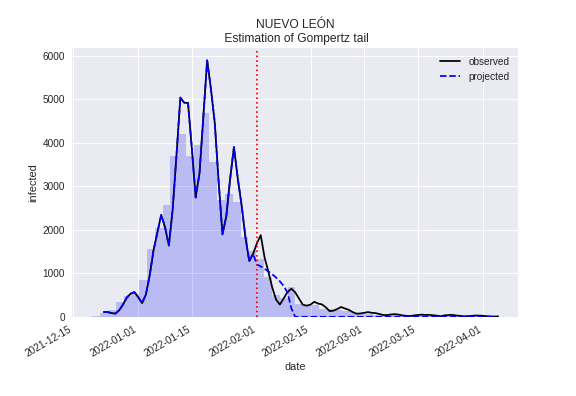 NUEVO LEÓN
Estimation of Gompertz tail
observed
projected
6000
5000
4000
3000
2000
1000
0
infected
2021-12-15
2022-01-01
2022-01-15
2022-02-01
2022-02-15
2022-03-01
2022-03-15
2022-04-01
date